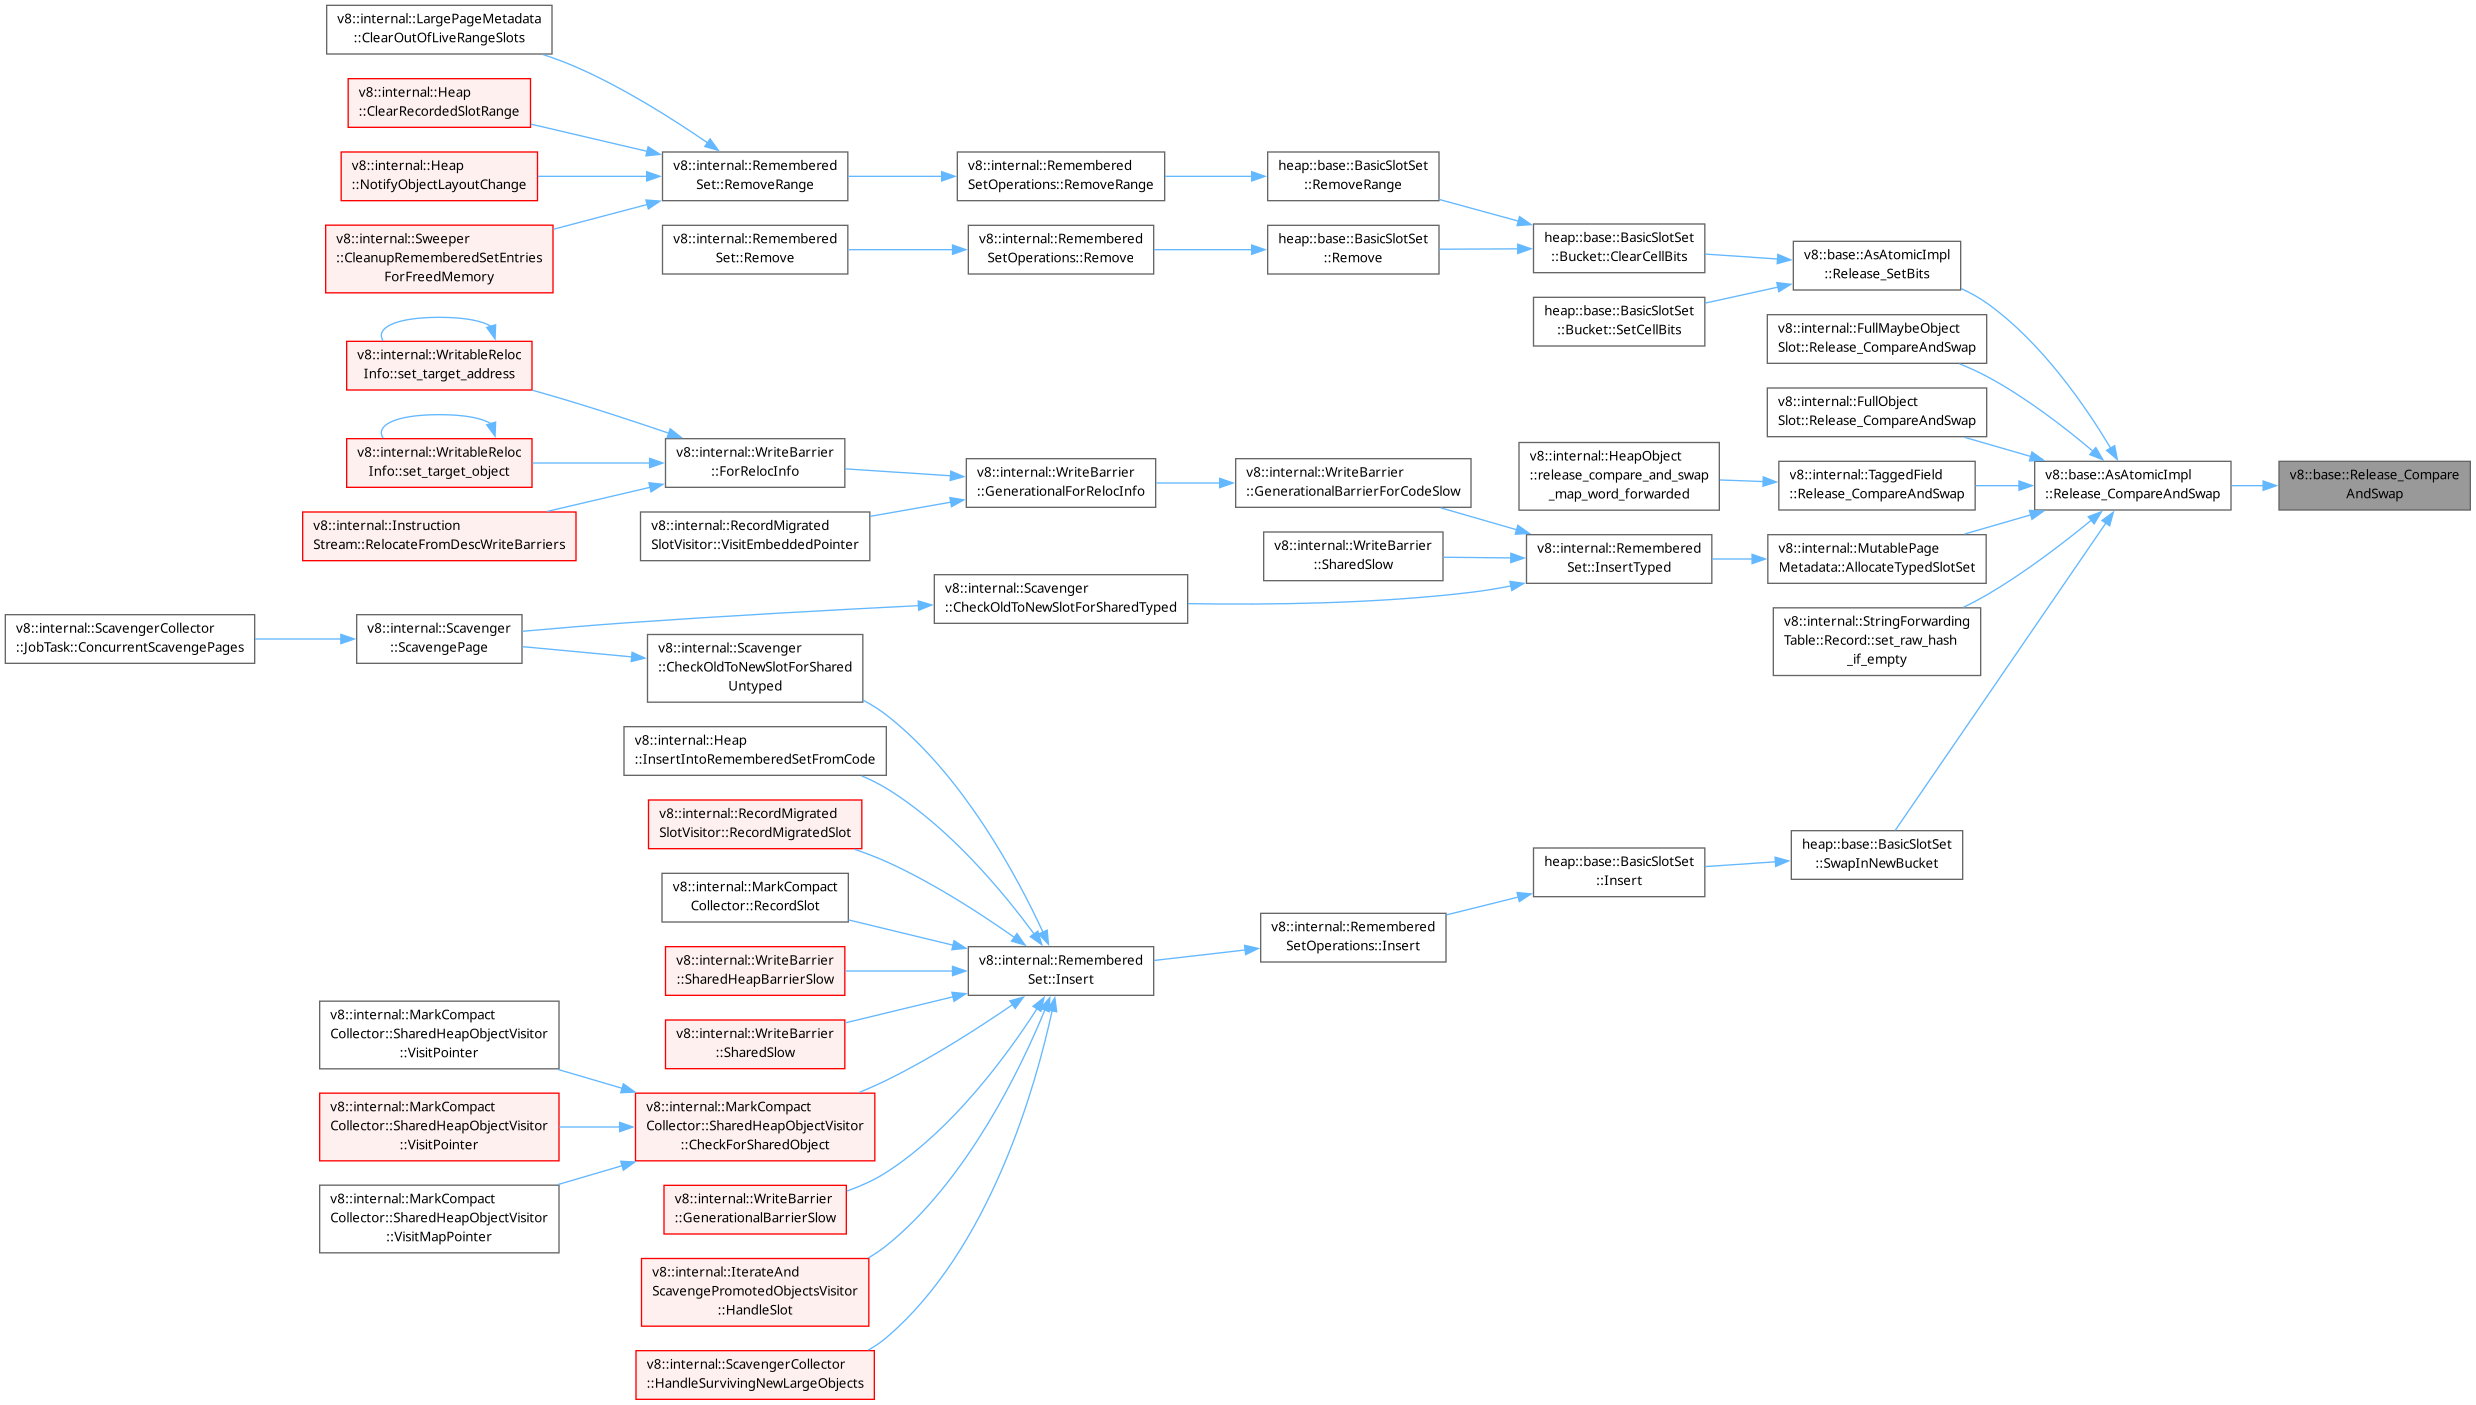 v8::internal::LargePageMetadata
::ClearOutOfLiveRangeSlots
v8::internal::Heap
::ClearRecordedSlotRange
v8::internal::Heap
::NotifyObjectLayoutChange
v8::internal::Sweeper
::CleanupRememberedSetEntries
ForFreedMemory
v8::internal::Remembered
Set::RemoveRange
v8::internal::Remembered
SetOperations::RemoveRange
heap::base::BasicSlotSet
::RemoveRange
v8::internal::Remembered
Set::Remove
v8::internal::Remembered
SetOperations::Remove
heap::base::BasicSlotSet
::Remove
heap::base::BasicSlotSet
::Bucket::ClearCellBits
heap::base::BasicSlotSet
::Bucket::SetCellBits
v8::base::AsAtomicImpl
::Release_SetBits
v8::internal::FullMaybeObject
Slot::Release_CompareAndSwap
v8::internal::FullObject
Slot::Release_CompareAndSwap
v8::internal::WritableReloc
Info::set_target_address
v8::internal::WritableReloc
Info::set_target_object
v8::internal::Instruction
Stream::RelocateFromDescWriteBarriers
v8::internal::WriteBarrier
::ForRelocInfo
v8::internal::RecordMigrated
SlotVisitor::VisitEmbeddedPointer
v8::internal::WriteBarrier
::GenerationalForRelocInfo
v8::internal::WriteBarrier
::GenerationalBarrierForCodeSlow
v8::internal::WriteBarrier
::SharedSlow
v8::internal::HeapObject
::release_compare_and_swap
_map_word_forwarded
v8::internal::TaggedField
::Release_CompareAndSwap
v8::base::AsAtomicImpl
::Release_CompareAndSwap
v8::base::Release_Compare
AndSwap
v8::internal::Remembered
Set::InsertTyped
v8::internal::MutablePage
Metadata::AllocateTypedSlotSet
v8::internal::Scavenger
::CheckOldToNewSlotForSharedTyped
v8::internal::StringForwarding
Table::Record::set_raw_hash
_if_empty
v8::internal::ScavengerCollector
::JobTask::ConcurrentScavengePages
v8::internal::Scavenger
::ScavengePage
v8::internal::Scavenger
::CheckOldToNewSlotForShared
Untyped
v8::internal::Heap
::InsertIntoRememberedSetFromCode
v8::internal::RecordMigrated
SlotVisitor::RecordMigratedSlot
v8::internal::MarkCompact
Collector::RecordSlot
v8::internal::WriteBarrier
::SharedHeapBarrierSlow
v8::internal::WriteBarrier
::SharedSlow
v8::internal::Remembered
Set::Insert
v8::internal::Remembered
SetOperations::Insert
heap::base::BasicSlotSet
::Insert
heap::base::BasicSlotSet
::SwapInNewBucket
v8::internal::MarkCompact
Collector::SharedHeapObjectVisitor
::VisitPointer
v8::internal::MarkCompact
Collector::SharedHeapObjectVisitor
::VisitPointer
v8::internal::MarkCompact
Collector::SharedHeapObjectVisitor
::VisitMapPointer
v8::internal::MarkCompact
Collector::SharedHeapObjectVisitor
::CheckForSharedObject
v8::internal::WriteBarrier
::GenerationalBarrierSlow
v8::internal::IterateAnd
ScavengePromotedObjectsVisitor
::HandleSlot
v8::internal::ScavengerCollector
::HandleSurvivingNewLargeObjects